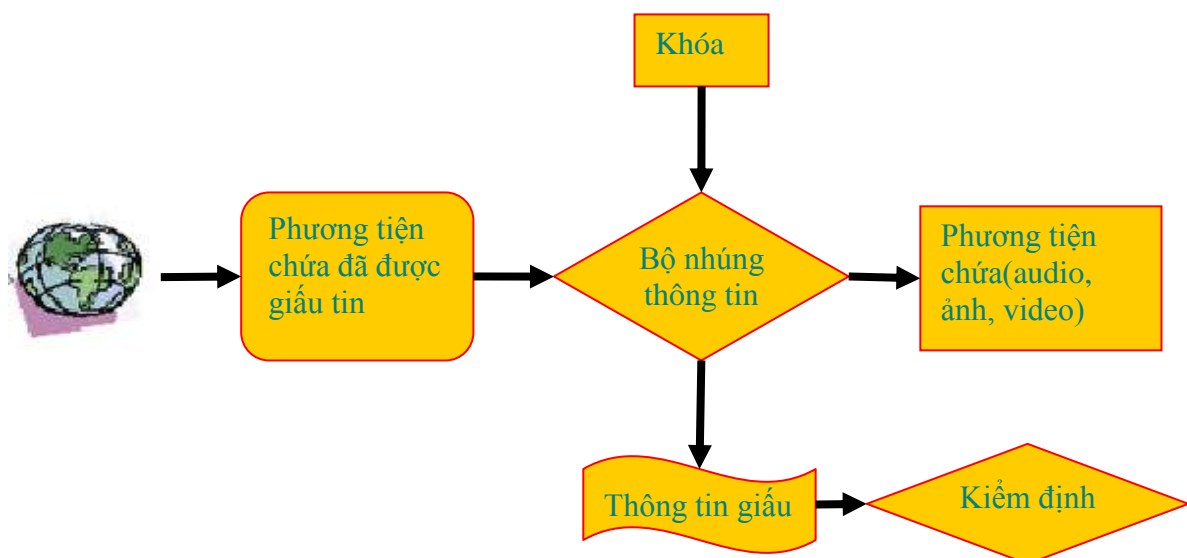 Khóa
Phương tiện
chứa đã được
giấu tin
Bộ nhúng
thông tin
Phương tiện
chứa(audio,
ảnh, video)
Thông tin giấu
Kiểm định